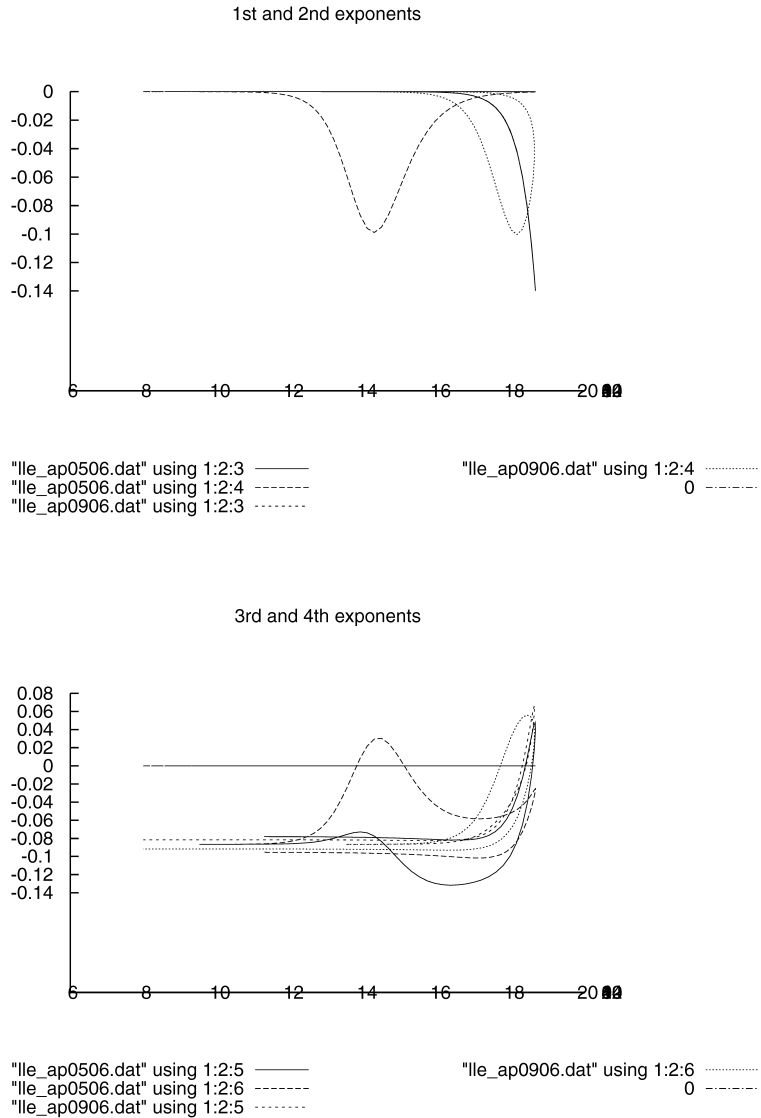 1st and 2nd exponents
0
-0.02
-0.04
-0.06
-0.08
-0.1
-0.12
-0.14
6 8 10 12 14 16 18 20
"lle_ap0506.dat" using 1:2:3
"lle_ap0506.dat" using 1:2:4
"lle_ap0906.dat" using 1:2:3
"lle_ap0906.dat" using 1:2:4
0
3rd and 4th exponents
0.08
0.06
0.04
0.02
0
-0.02
-0.04
-0.06
-0.08
-0.1
-0.12
-0.14
6 8 10 12 14 16 18 20
"lle_ap0506.dat" using 1:2:5
"lle_ap0506.dat" using 1:2:6
"lle_ap0906.dat" using 1:2:5
"lle_ap0906.dat" using 1:2:6
0